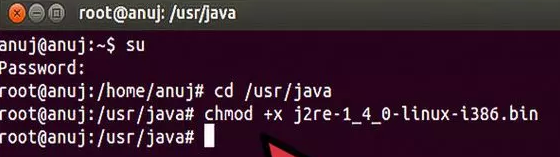 root@anuj: /usr/java
anuj@anuj:~$ su
Password:
root@anuj:/home/anuj# cd /usr/java
root@anuj:/usr/java# chmod +x j2re-1_4_0-linux-i386.bin
root@anuj:/usr/java#